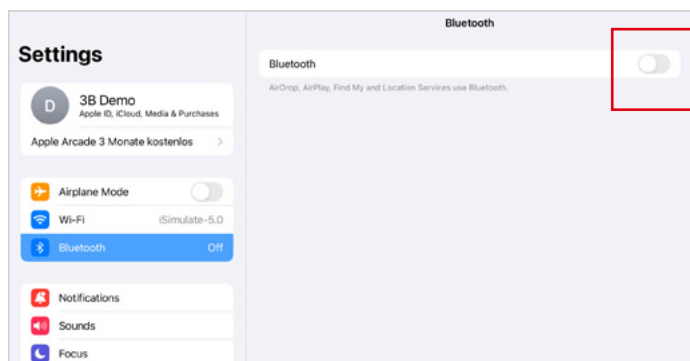 Settings
D
3B Demo
Apple ID, iCloud, Media & Purchases
Apple Arcade 3 Monate kostenlos
Airplane Mode
Wi-Fi iSimulate-5.0
Bluetooth Off
Notifications
Sounds
Focus
Bluetooth
Bluetooth
AirDrop, AirPlay, Find My and Location Services use Bluetooth.